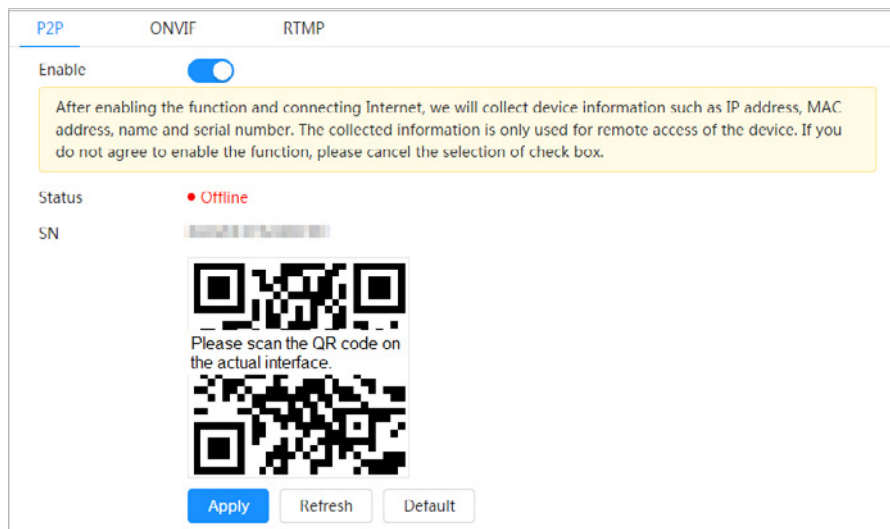 P2P ONVIF RTMP
Enable
After enabling the function and connecting Internet, we will collect device information such as IP address, MAC
address, name and serial number. The collected information is only used for remote access of the device. If you
do not agree to enable the function, please cancel the selection of check box.
Status Offline
SN
Please scan the QR code on
the actual interface.
Apply Refresh Default